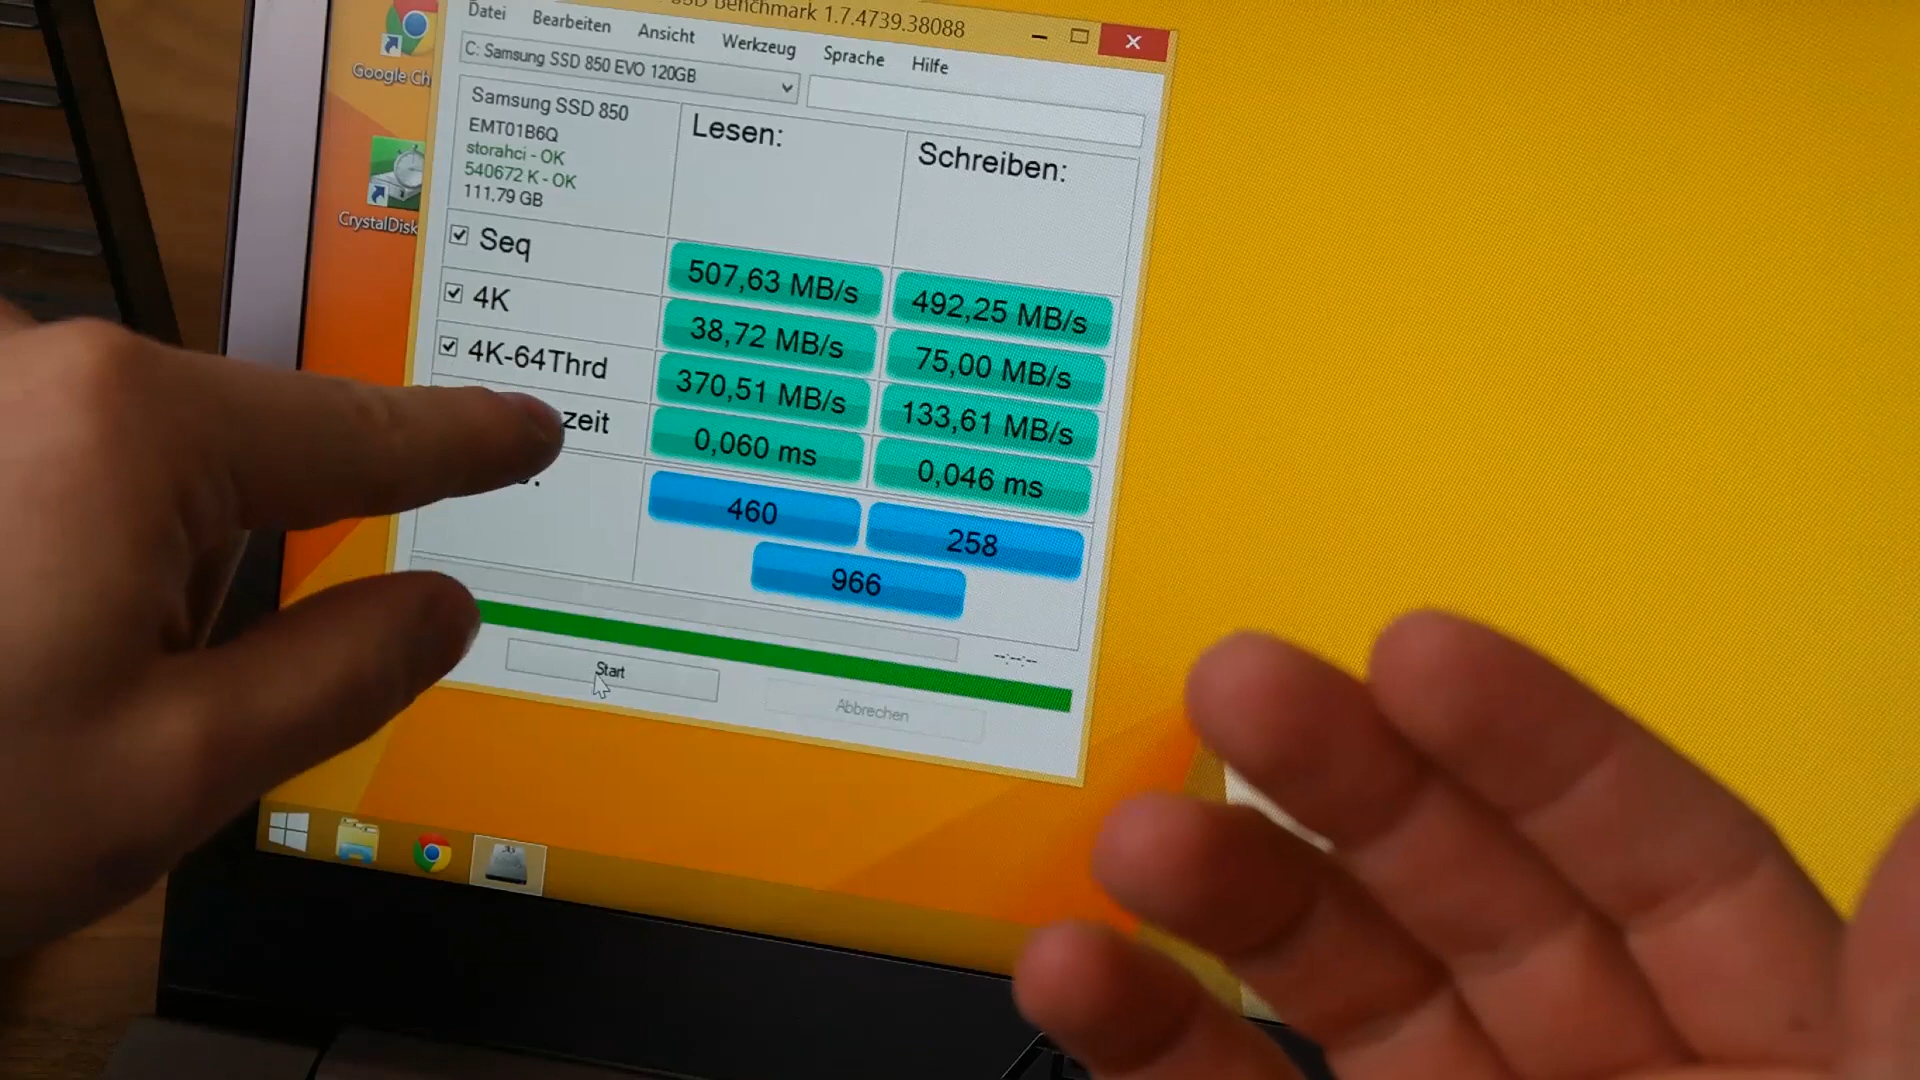 Benchmark 1.7.4739.38088
Datei Bearbeiten Ansicht Werkzeug Sprache Hilfe
C: Samsung SSD 850 EVO 120GB
Samsung SSD 850
EMT01B6Q
storahci - OK
540672 K - OK
111,79 GB
Lesen: Schreiben:
Seq 507,63 MB/s 492,25 MB/s
4K 38,72 MB/s 75,00 MB/s
4K-64Thrd 370,51 MB/s 133,61 MB/s
zeit 0,060 ms 0,046 ms
460 258
966
--:--:--
Start Abbrechen
Google Ch
CrystalDisk